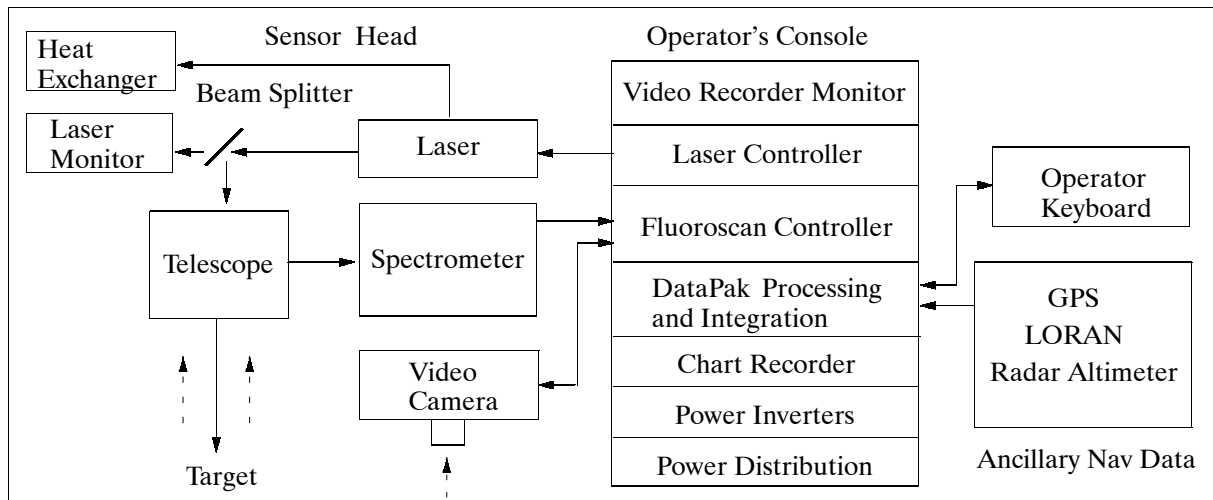 Sensor Head
Operator's Console
Heat
Exchanger
Beam Splitter
Laser
Monitor
Laser
Telescope
Spectrometer
Video
Camera
Target
Video Recorder Monitor
Laser Controller
Fluoroscan Controller
DataPak Processing
and Integration
Chart Recorder
Power Inverters
Power Distribution
Operator
Keyboard
GPS
LORAN
Radar Altimeter
Ancillary Nav Data